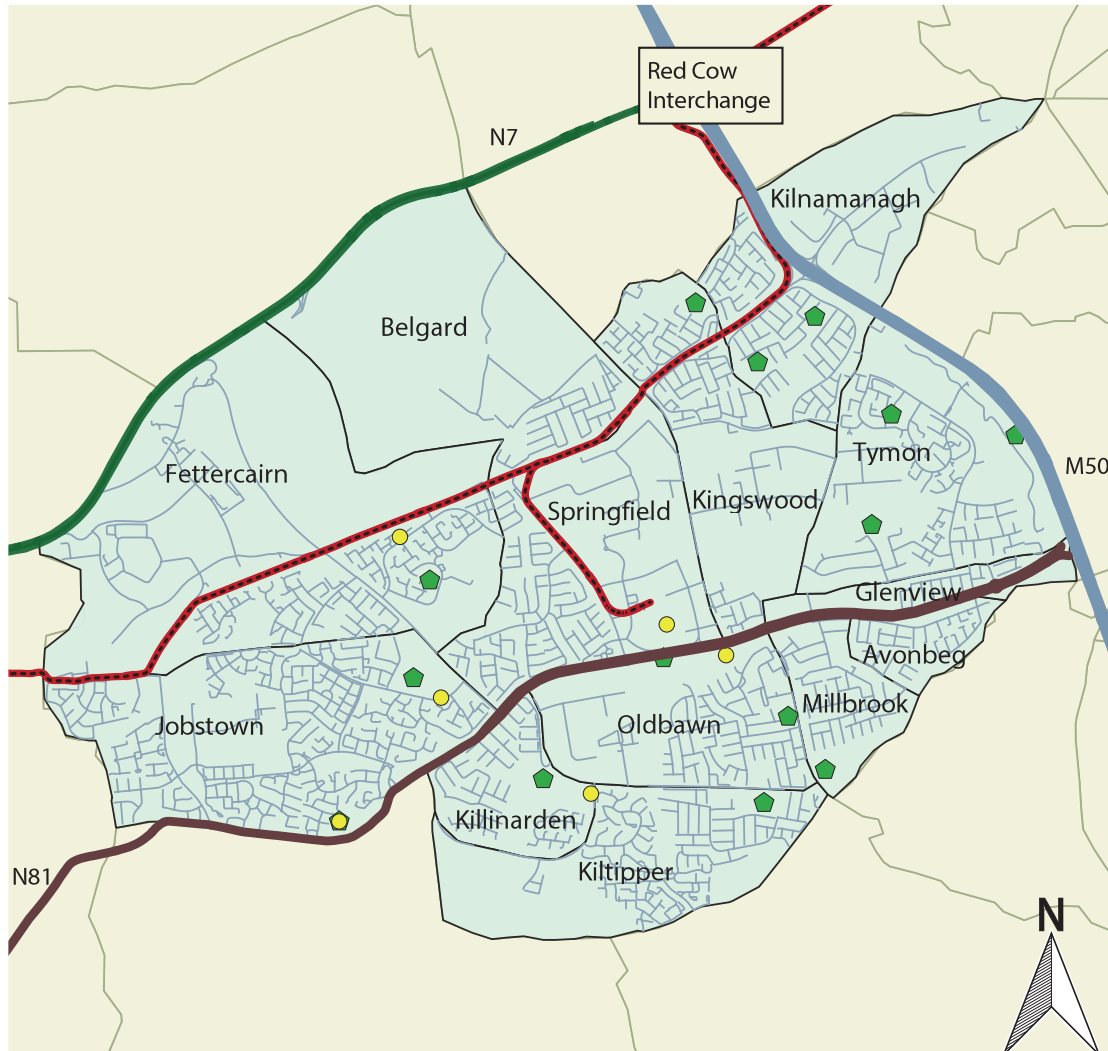 Red Cow
Interchange
N7
Kilnamanagh
Belgard
Tymon
M50
Fettercairn
Kingswood
Springfield
Glenview
Avonbeg
Millbrook
Oldbawn
Jobstown
Killinarden
Kiltipper
N81
N